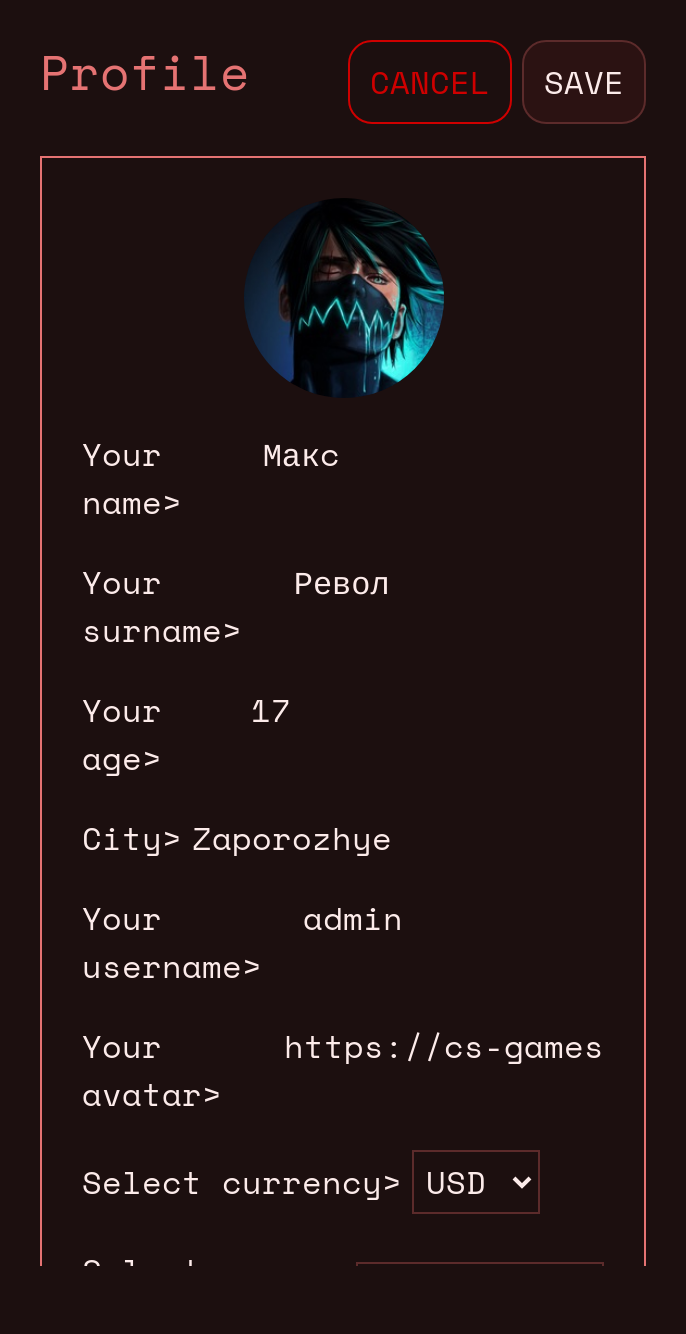 Profile
CANCEL
SAVE
Your
name>
Макс
Your
surname>
Револ
Your
age>
17
City> Zaporozhye
Your
username>
admin
Your
avatar>
https://cs-games
Select currency> USD